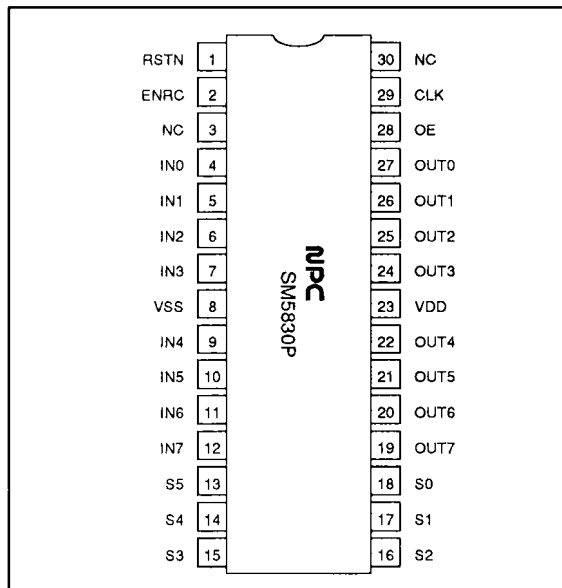 RSTN 1 30 NC
ENRC 2 29 CLK
NC 3 28 OE
IN0 4 27 OUT0
IN1 5 26 OUT1
IN2 6 25 OUT2
IN3 7 24 OUT3
VSS 8 23 VDD
IN4 9 22 OUT4
IN5 10 21 OUT5
IN6 11 20 OUT6
IN7 12 19 OUT7
S5 13 18 S0
S4 14 17 S1
S3 15 16 S2
NPC
SM5830P